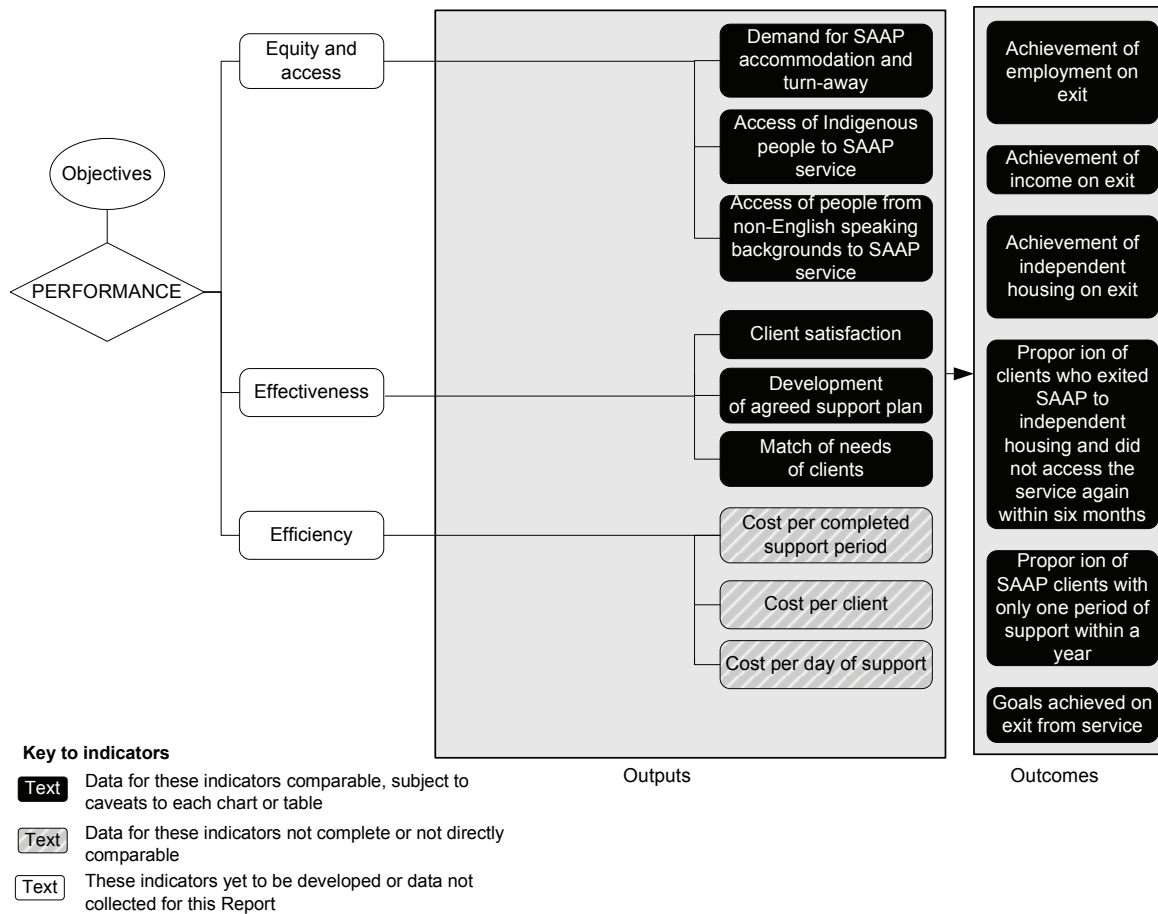 Objectives
PERFORMANCE
Equity and
access
Effectiveness
Efficiency
Demand for SAAP
accommodation and
turn-away
Access of Indigenous
people to SAAP
service
Access of people from
non-English speaking
backgrounds to SAAP
service
Client satisfaction
Development
of agreed support plan
Match of needs
of clients
Cost per completed
support period
Cost per client
Cost per day of support
Outputs
Achievement of
employment on
exit
Achievement of
income on exit
Achievement of
independent
housing on exit
Propor ion of
clients who exited
SAAP to
independent
housing and did
not access the
service again
within six months
Propor ion of
SAAP clients with
only one period of
support within a
year
Goals achieved on
exit from service
Outcomes
Key to indicators
Text
Data for these indicators comparable, subject to
caveats to each chart or table
Text
Data for these indicators not complete or not directly
comparable
Text
These indicators yet to be developed or data not
collected for this Report